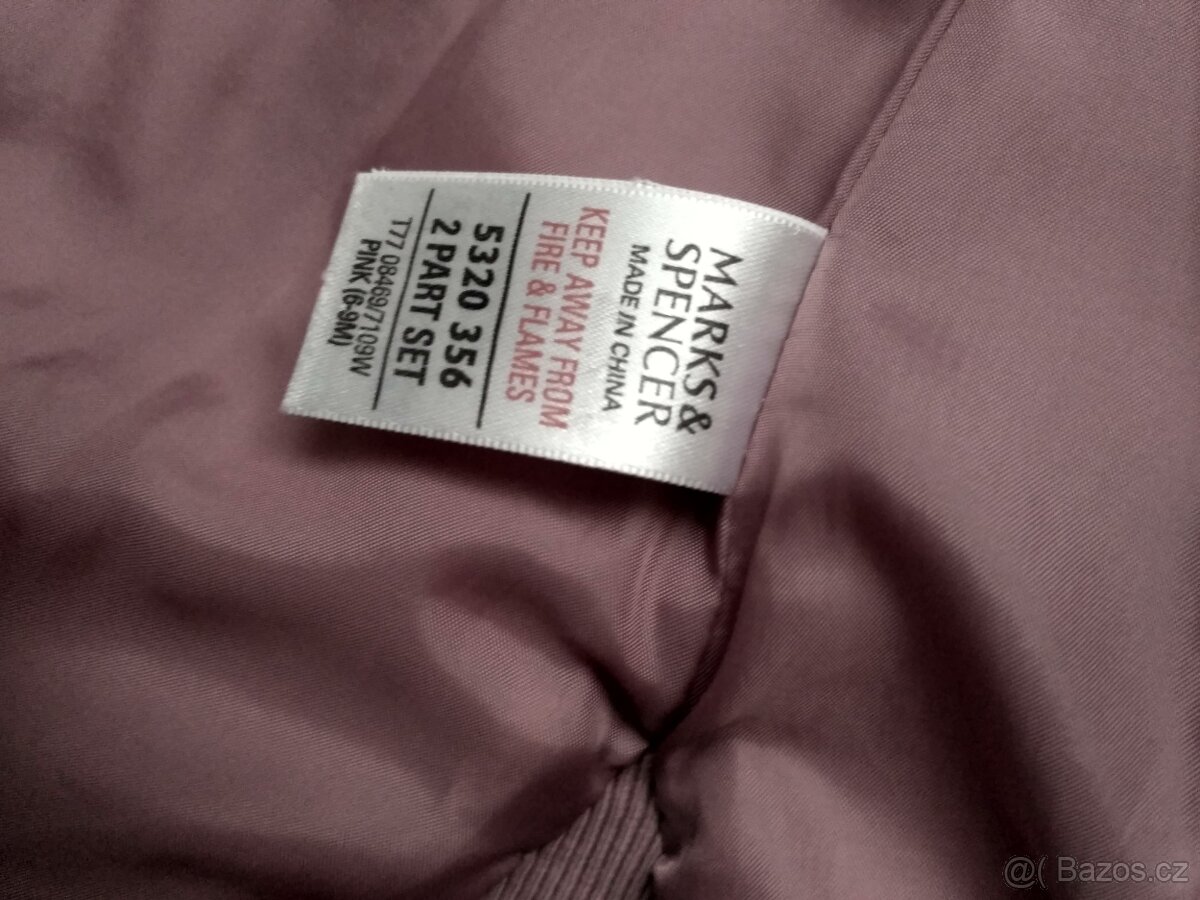 MARKS &
SPENCER
MADE IN CHINA
KEEP AWAY FROM
FIRE & FLAMES
5320 356
2 PART SET
T77 08469/7109W
PINK (6-9M)
@( Bazos.cz